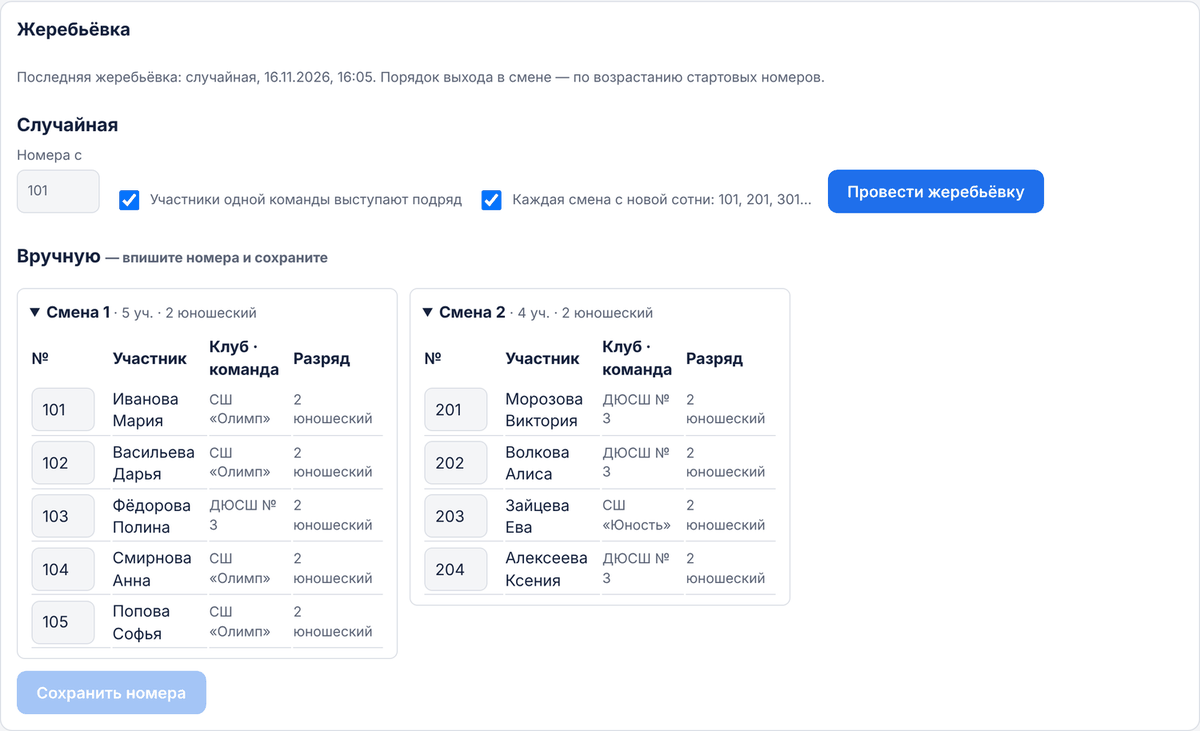 Жеребьёвка
Последняя жеребьёвка: случайная, 16.11.2026, 16:05. Порядок выхода в смене — по возрастанию стартовых номеров.
Случайная
Номера с
101
Участники одной команды выступают подряд
Каждая смена с новой сотни: 101, 201, 301...
Провести жеребьёвку
Вручную — впишите номера и сохраните
▼ Смена 1 · 5 уч. · 2 юношеский
№ Участник Клуб · команда Разряд
101 Иванова Мария СШ «Олимп» 2 юношеский
102 Васильева Дарья СШ «Олимп» 2 юношеский
103 Фёдорова Полина ДЮСШ № 3 2 юношеский
104 Смирнова Анна СШ «Олимп» 2 юношеский
105 Попова Софья СШ «Олимп» 2 юношеский
▼ Смена 2 · 4 уч. · 2 юношеский
№ Участник Клуб · команда Разряд
201 Морозова Виктория ДЮСШ № 3 2 юношеский
202 Волкова Алиса ДЮСШ № 3 2 юношеский
203 Зайцева Ева СШ «Юность» 2 юношеский
204 Алексеева Ксения ДЮСШ № 3 2 юношеский
Сохранить номера